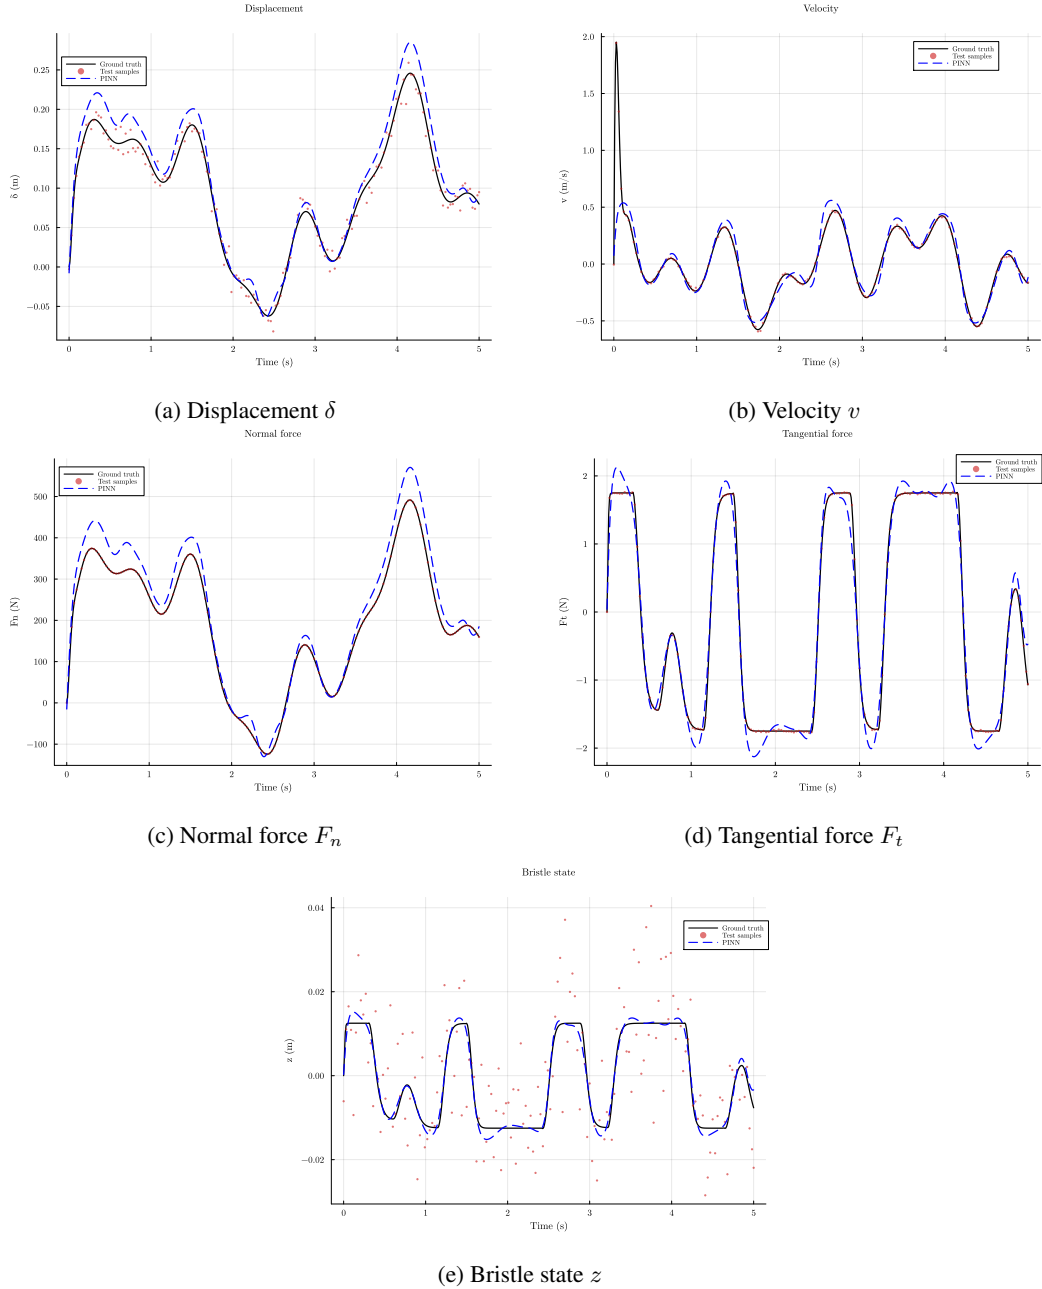 Displacement
δ (m)
0.25
0.20
0.15
0.10
0.05
0.00
−0.05
Ground truth
Test samples
PINN
0 1 2 3 4 5
Time (s)
(a) Displacement δ
Velocity
v (m/s)
2.0
1.5
1.0
0.5
0.0
−0.5
Ground truth
Test samples
PINN
0 1 2 3 4 5
Time (s)
(b) Velocity v
Normal force
Fn (N)
500
400
300
200
100
0
−100
Ground truth
Test samples
PINN
0 1 2 3 4 5
Time (s)
(c) Normal force Fn
Tangential force
Ft (N)
2
1
0
−1
−2
Ground truth
Test samples
PINN
0 1 2 3 4 5
Time (s)
(d) Tangential force Ft
Bristle state
z (m)
0.04
0.02
0.00
−0.02
Ground truth
Test samples
PINN
0 1 2 3 4 5
Time (s)
(e) Bristle state z